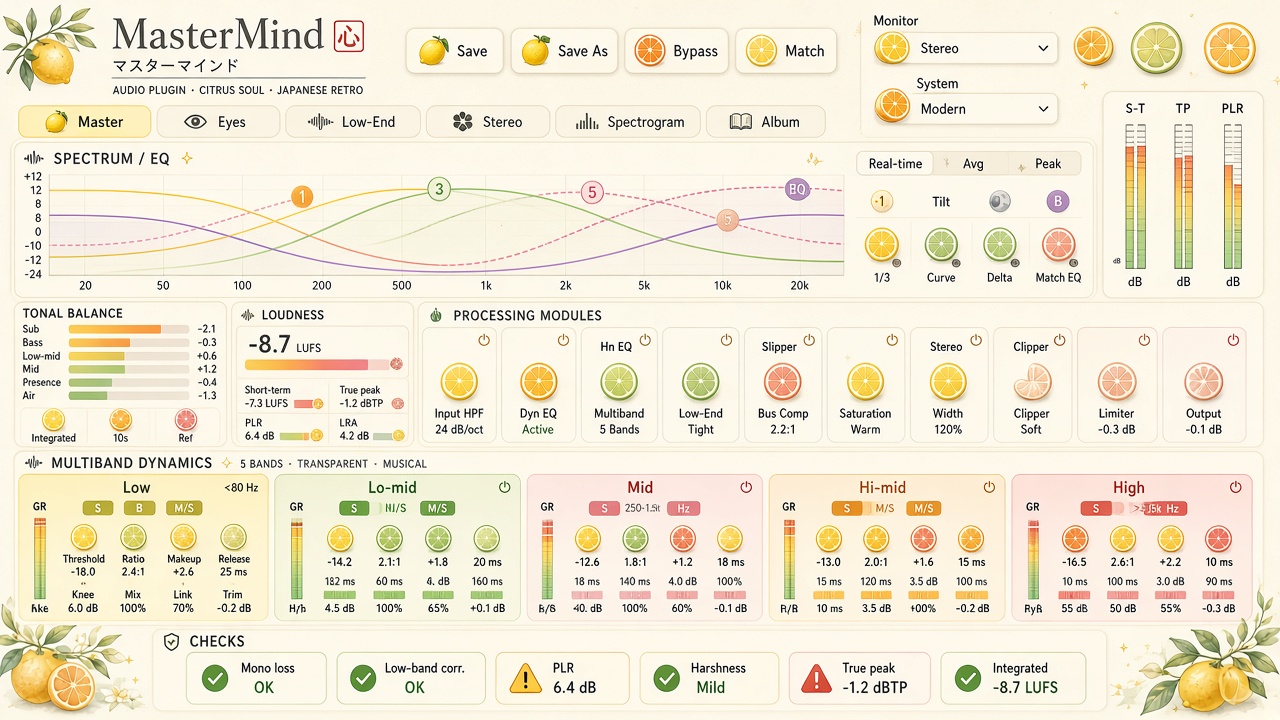 MasterMind 心
マスターマインド
AUDIO PLUGIN · CITRUS SOUL · JAPANESE RETRO
Save
Save As
Bypass
Match
Monitor
Stereo
System
Modern
Master
Eyes
Low-End
Stereo
Spectrogram
Album
SPECTRUM / EQ
Real-time
Avg
Peak
+12
12
8
8
0
-10
-12
-24
1
3
5
5
BQ
20
50
100
200
500
1k
2k
5k
10k
20k
-1
Tilt
B
1/3
Curve
Delta
Match EQ
S-T
TP
PLR
dB
dB
dB
dB
TONAL BALANCE
Sub -2.1
Bass -0.3
Low-mid +0.6
Mid +1.2
Presence -0.4
Air -1.3
Integrated
10s
Ref
LOUDNESS
-8.7 LUFS
Short-term
-7.3 LUFS
True peak
-1.2 dBTP
PLR
6.4 dB
LRA
4.2 dB
PROCESSING MODULES
Input HPF
24 dB/oct
Dyn EQ
Active
Hn EQ
Multiband
5 Bands
Low-End
Tight
Slipper
Bus Comp
2.2:1
Saturation
Warm
Stereo
Width
120%
Clipper
Clipper
Soft
Limiter
-0.3 dB
Output
-0.1 dB
MULTIBAND DYNAMICS
5 BANDS · TRANSPARENT · MUSICAL
Low
<80 Hz
GR
S B M/S
Threshold Ratio Makeup Release
-18.0 2.4:1 +2.6 25 ms
Knee Mix Link Trim
6.0 dB 100% 70% -0.2 dB
Lo-mid
GR
S M/S
-14.2 2.1:1 +1.8 20 ms
182 ms 60 ms 4. dB 160 ms
H/h 4.5 dB 100% 65% +0.1 dB
Mid
GR
S Hz
-12.6 1.8:1 +1.2 18 ms
18 ms 140 ms 4.0 dB 100%
40. dB 100% 60% -0.1 dB
Hi-mid
GR
S M/S M/S
-13.0 2.0:1 +1.6 15 ms
15 ms 120 ms 3.5 dB 100 ms
R/R 10 ms 3.5 dB +00% -0.2 dB
High
GR
S Hz
-16.5 2.6:1 +2.2 10 ms
10 ms 100 ms 3.0 dB 90 ms
55 dB 50 dB 55% -0.3 dB
CHECKS
Mono loss
OK
Low-band corr.
OK
PLR
6.4 dB
Harshness
Mild
True peak
-1.2 dBTP
Integrated
-8.7 LUFS